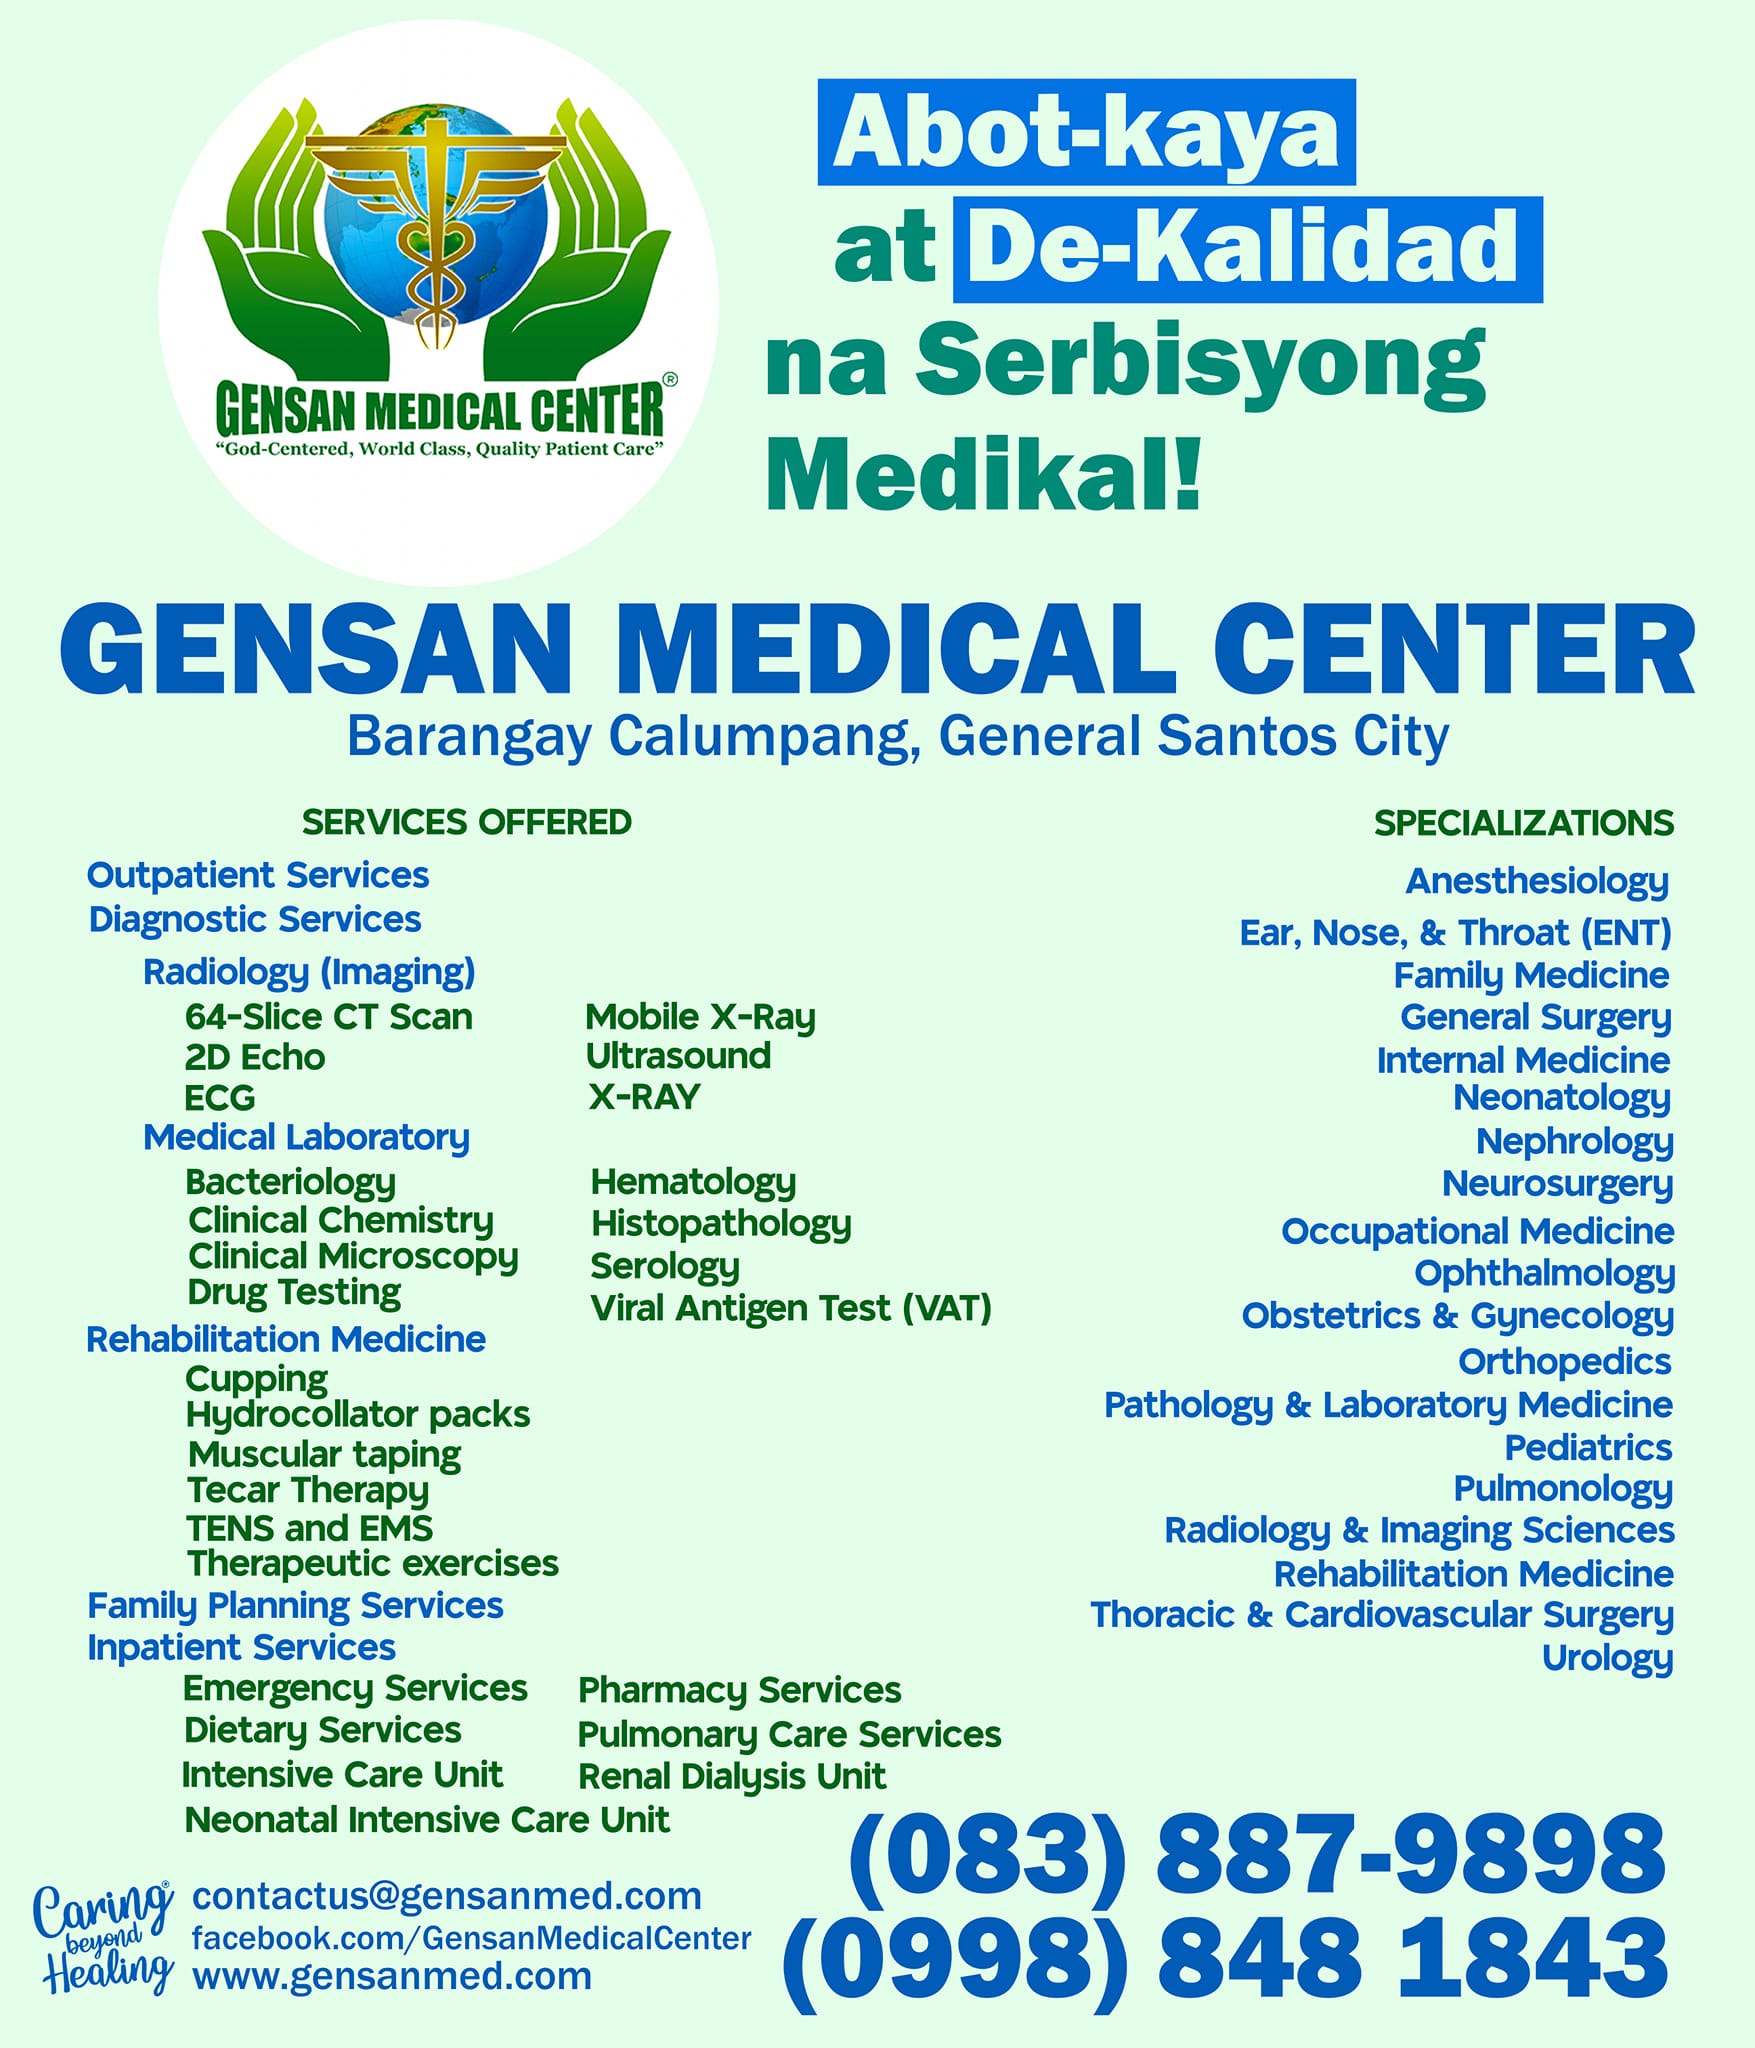 GENSAN MEDICAL CENTER®
“God-Centered, World Class, Quality Patient Care”
Abot-kaya
at De-Kalidad
na Serbisyong
Medikal!
GENSAN MEDICAL CENTER
Barangay Calumpang, General Santos City
SERVICES OFFERED
Outpatient Services
Diagnostic Services
Radiology (Imaging)
64-Slice CT Scan
2D Echo
ECG
Mobile X-Ray
Ultrasound
X-RAY
Medical Laboratory
Bacteriology
Clinical Chemistry
Clinical Microscopy
Drug Testing
Hematology
Histopathology
Serology
Viral Antigen Test (VAT)
Rehabilitation Medicine
Cupping
Hydrocollator packs
Muscular taping
Tecar Therapy
TENS and EMS
Therapeutic exercises
Family Planning Services
Inpatient Services
Emergency Services
Dietary Services
Intensive Care Unit
Neonatal Intensive Care Unit
Pharmacy Services
Pulmonary Care Services
Renal Dialysis Unit
SPECIALIZATIONS
Anesthesiology
Ear, Nose, & Throat (ENT)
Family Medicine
General Surgery
Internal Medicine
Neonatology
Nephrology
Neurosurgery
Occupational Medicine
Ophthalmology
Obstetrics & Gynecology
Orthopedics
Pathology & Laboratory Medicine
Pediatrics
Pulmonology
Radiology & Imaging Sciences
Rehabilitation Medicine
Thoracic & Cardiovascular Surgery
Urology
Caring®
beyond
Healing
contactus@gensanmed.com
facebook.com/GensanMedicalCenter
www.gensanmed.com
(083) 887-9898
(0998) 848 1843